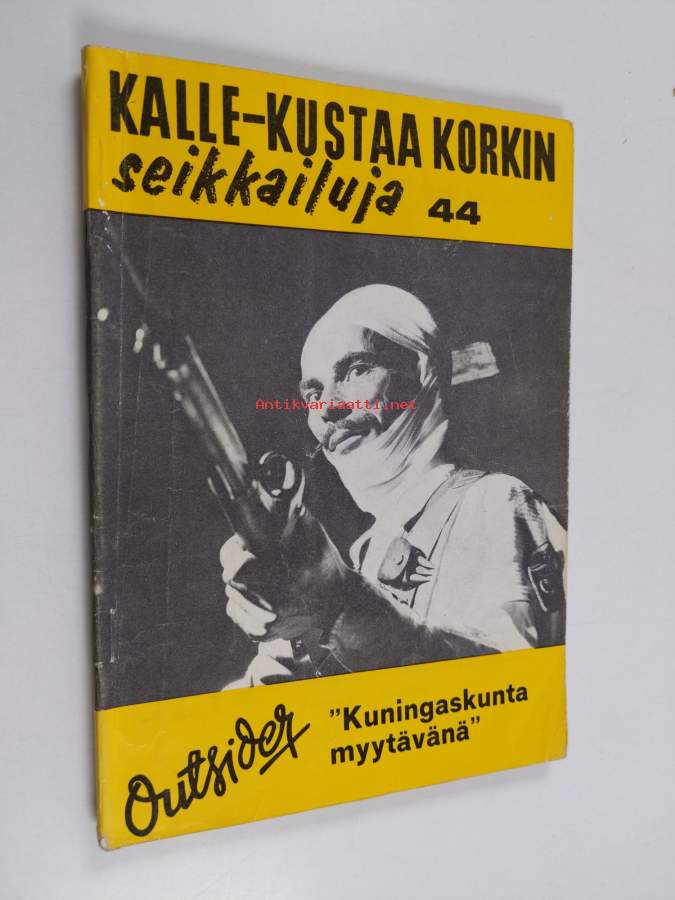 KALLE-KUSTAA KORKIN
seikkailuja 44
Antikvariaatti.net
Outsider
"Kuningaskunta
myytävänä"